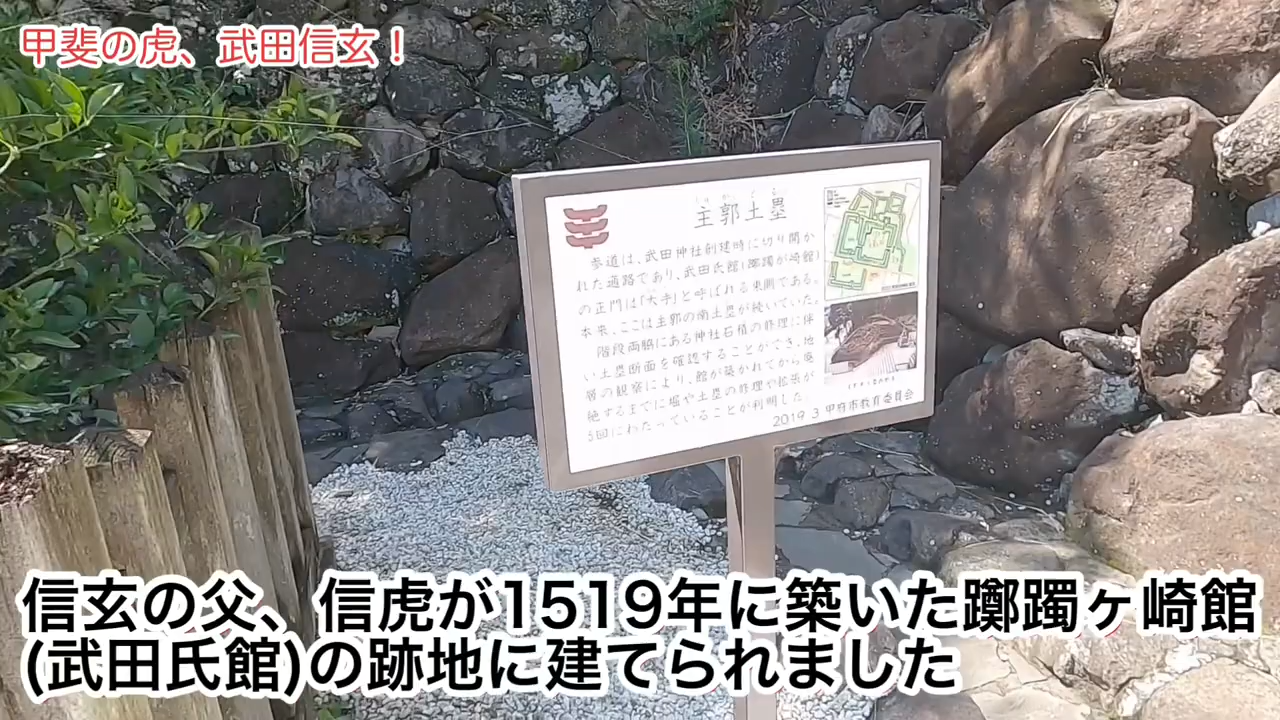 甲斐の虎、武田信玄！
主郭土塁
参道は、武田神社創建時に切り開か
れた通路であり、武田氏館(躑躅が崎館)
の正門は「大手」と呼ばれる東側である。
本来、ここは主郭の南土塁が続いていた。
階段両脇にある神社石積の修理に伴
い土塁断面を確認することができ、地
層の観察により、館が築かれてから廃
絶するまでに堀や土塁の修理や拡張が
5回にわたっていることが判明した。
2019．3 甲府市教育委員会
信玄の父、信虎が1519年に築いた躑躅ヶ崎館
(武田氏館)の跡地に建てられました